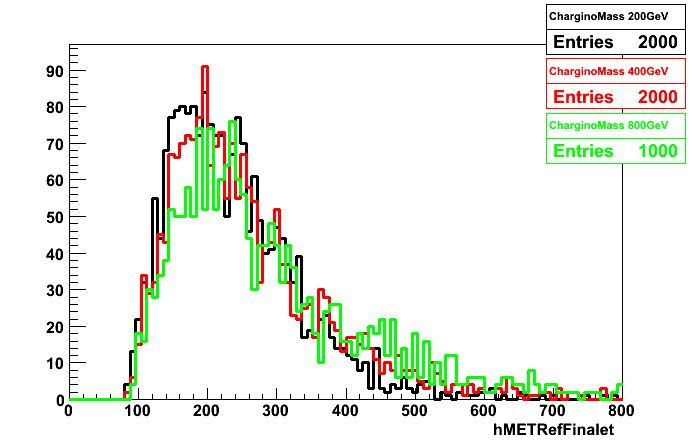 CharginoMass 200GeV
Entries 2000
CharginoMass 400GeV
Entries 2000
CharginoMass 800GeV
Entries 1000
90
80
70
60
50
40
30
20
10
0
0 100 200 300 400 500 600 700 800
hMETRefFinalet